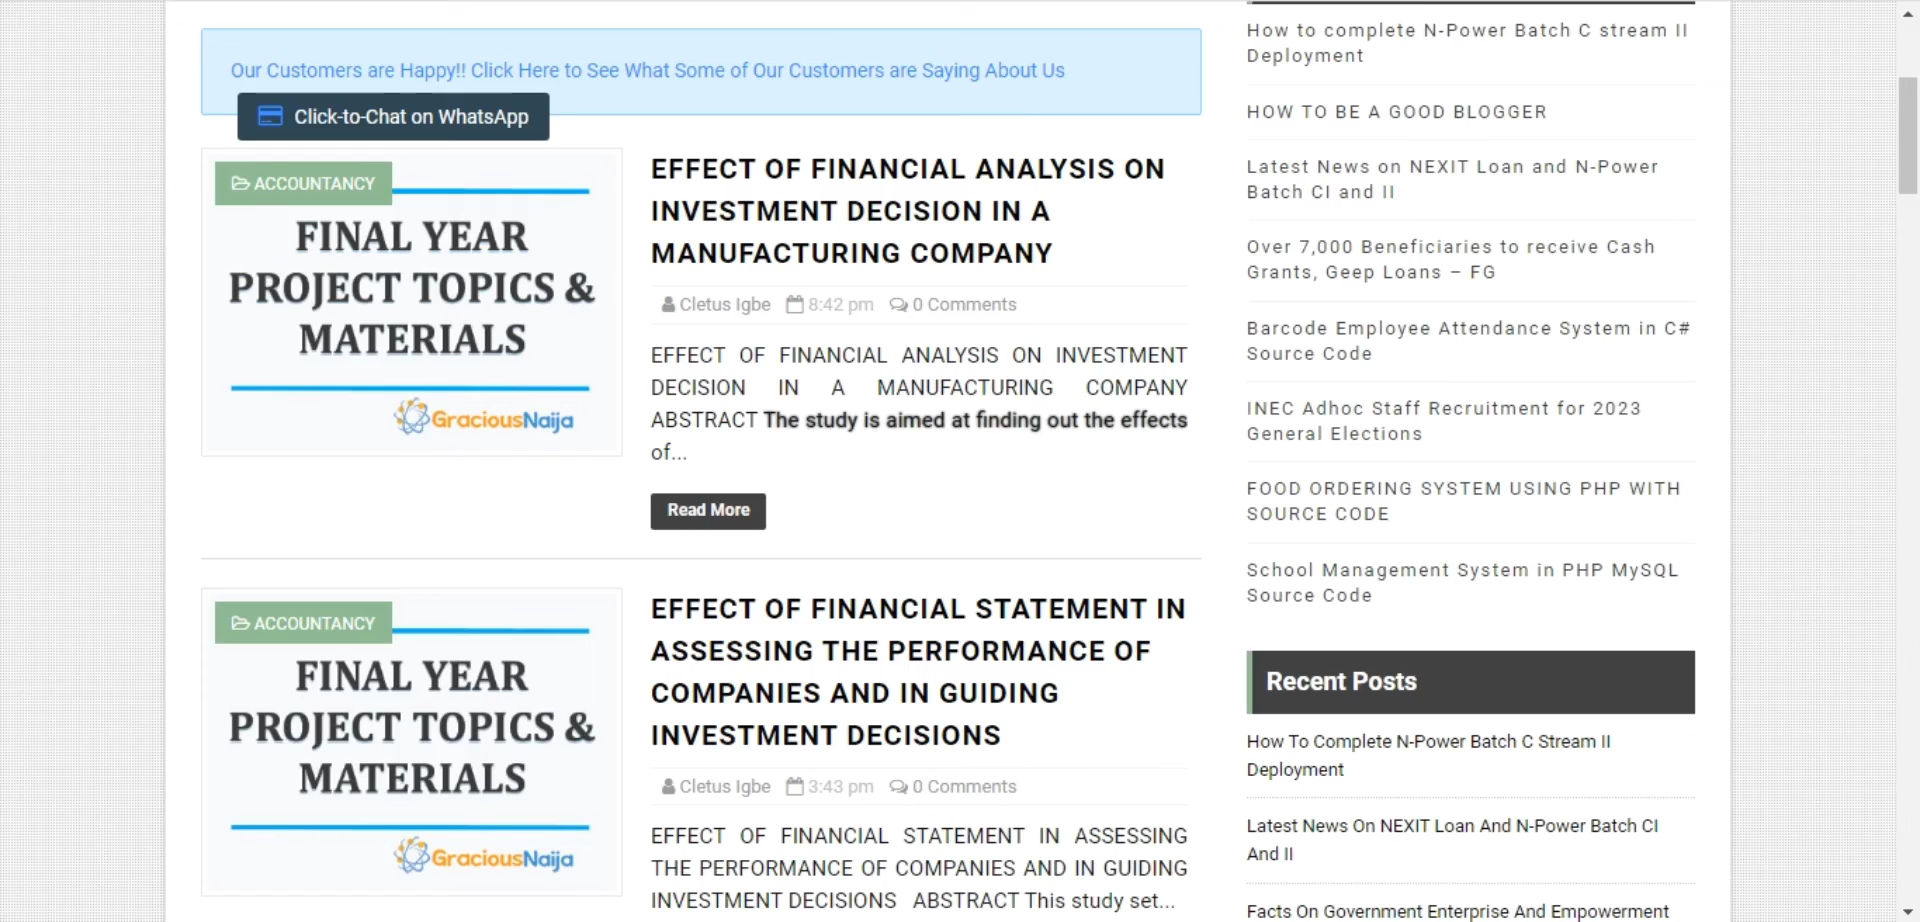 Our Customers are Happy!! Click Here to See What Some of Our Customers are Saying About Us
Click-to-Chat on WhatsApp
ACCOUNTANCY
FINAL YEAR
PROJECT TOPICS &
MATERIALS
GraciousNaija
EFFECT OF FINANCIAL ANALYSIS ON
INVESTMENT DECISION IN A
MANUFACTURING COMPANY
Cletus Igbe 8:42 pm 0 Comments
EFFECT OF FINANCIAL ANALYSIS ON INVESTMENT
DECISION IN A MANUFACTURING COMPANY
ABSTRACT The study is aimed at finding out the effects
of...
Read More
ACCOUNTANCY
FINAL YEAR
PROJECT TOPICS &
MATERIALS
GraciousNaija
EFFECT OF FINANCIAL STATEMENT IN
ASSESSING THE PERFORMANCE OF
COMPANIES AND IN GUIDING
INVESTMENT DECISIONS
Cletus Igbe 3:43 pm 0 Comments
EFFECT OF FINANCIAL STATEMENT IN ASSESSING
THE PERFORMANCE OF COMPANIES AND IN GUIDING
INVESTMENT DECISIONS ABSTRACT This study set...
How to complete N-Power Batch C stream II
Deployment
HOW TO BE A GOOD BLOGGER
Latest News on NEXIT Loan and N-Power
Batch CI and II
Over 7,000 Beneficiaries to receive Cash
Grants, Geep Loans – FG
Barcode Employee Attendance System in C#
Source Code
INEC Adhoc Staff Recruitment for 2023
General Elections
FOOD ORDERING SYSTEM USING PHP WITH
SOURCE CODE
School Management System in PHP MySQL
Source Code
Recent Posts
How To Complete N-Power Batch C Stream II
Deployment
Latest News On NEXIT Loan And N-Power Batch CI
And II
Facts On Government Enterprise And Empowerment